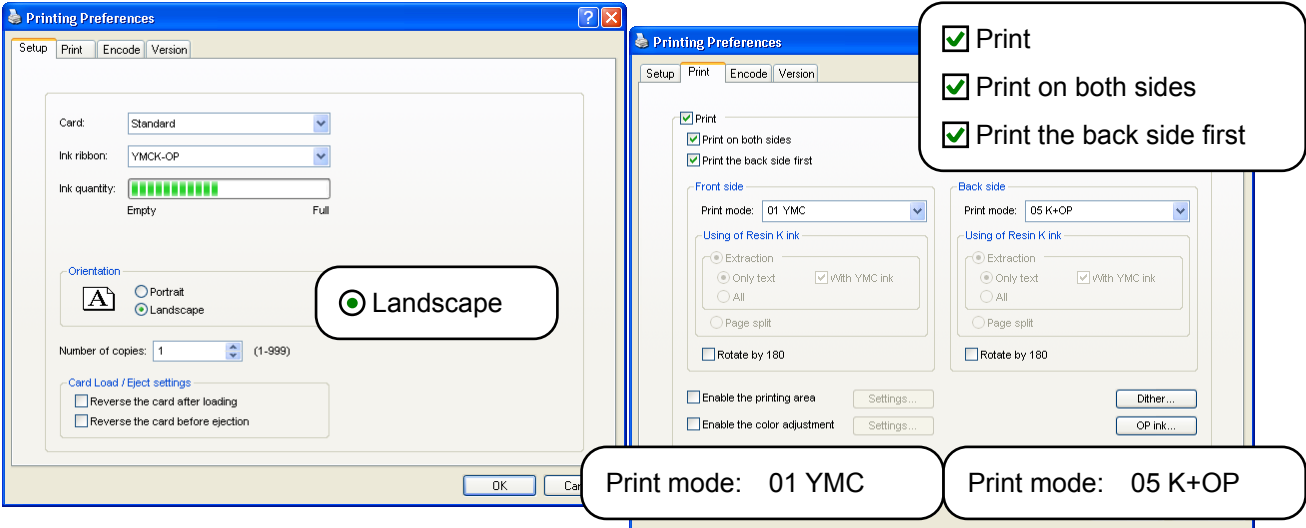 Printing Preferences
Setup Print Encode Version
Card: Standard
Ink ribbon: YMCK-OP
Ink quantity:
Empty Full
Orientation
A
Portrait
Landscape
Number of copies: 1 (1-999)
Card Load / Eject settings
Reverse the card after loading
Reverse the card before ejection
OK
Landscape
Printing Preferences
Setup Print Encode Version
Print
Print on both sides
Print the back side first
Front side
Print mode: 01 YMC
Using of Resin K ink
Extraction
Only text With YMC ink
All
Page split
Rotate by 180
Back side
Print mode: 05 K+OP
Using of Resin K ink
Extraction
Only text With YMC ink
All
Page split
Rotate by 180
Enable the printing area Settings... Dither...
Enable the color adjustment Settings... OP ink...
Print
Print on both sides
Print the back side first
Print mode: 01 YMC
Print mode: 05 K+OP